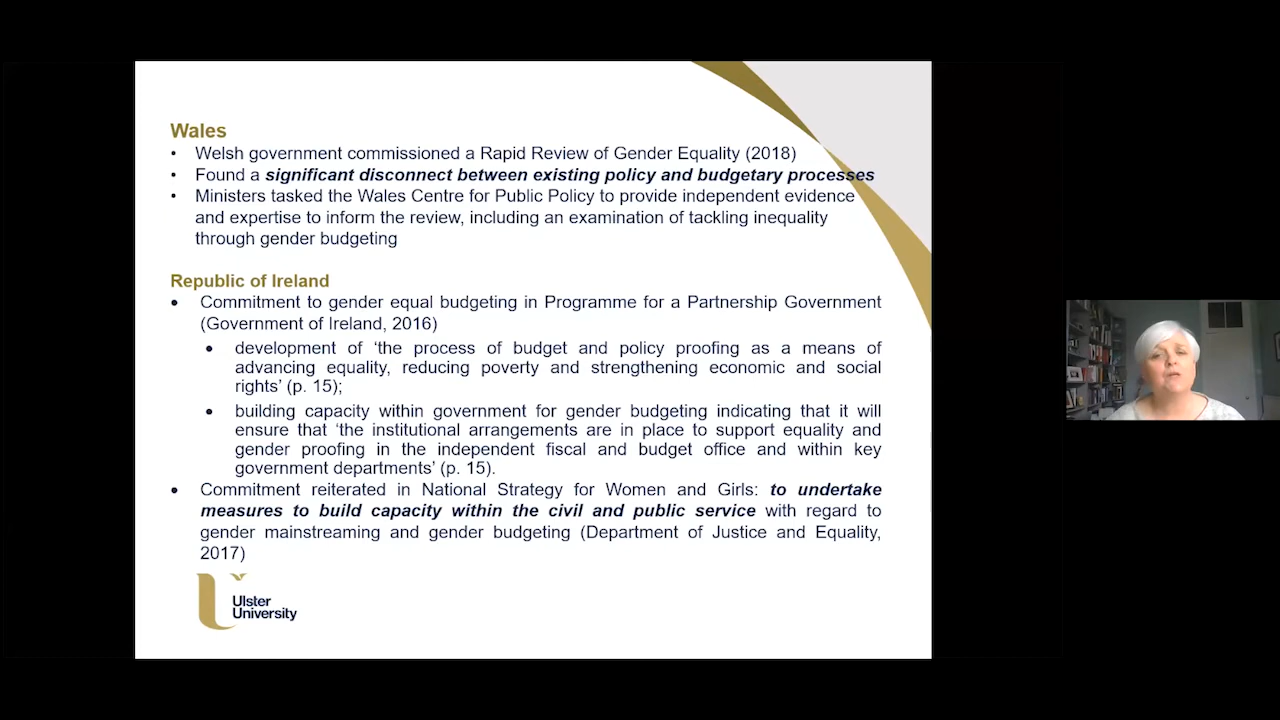 Wales
• Welsh government commissioned a Rapid Review of Gender Equality (2018)
• Found a significant disconnect between existing policy and budgetary processes
• Ministers tasked the Wales Centre for Public Policy to provide independent evidence
and expertise to inform the review, including an examination of tackling inequality
through gender budgeting
Republic of Ireland
• Commitment to gender equal budgeting in Programme for a Partnership Government
(Government of Ireland, 2016)
• development of ‘the process of budget and policy proofing as a means of
advancing equality, reducing poverty and strengthening economic and social
rights’ (p. 15);
• building capacity within government for gender budgeting indicating that it will
ensure that ‘the institutional arrangements are in place to support equality and
gender proofing in the independent fiscal and budget office and within key
government departments’ (p. 15).
• Commitment reiterated in National Strategy for Women and Girls: to undertake
measures to build capacity within the civil and public service with regard to
gender mainstreaming and gender budgeting (Department of Justice and Equality,
2017)
Ulster
University